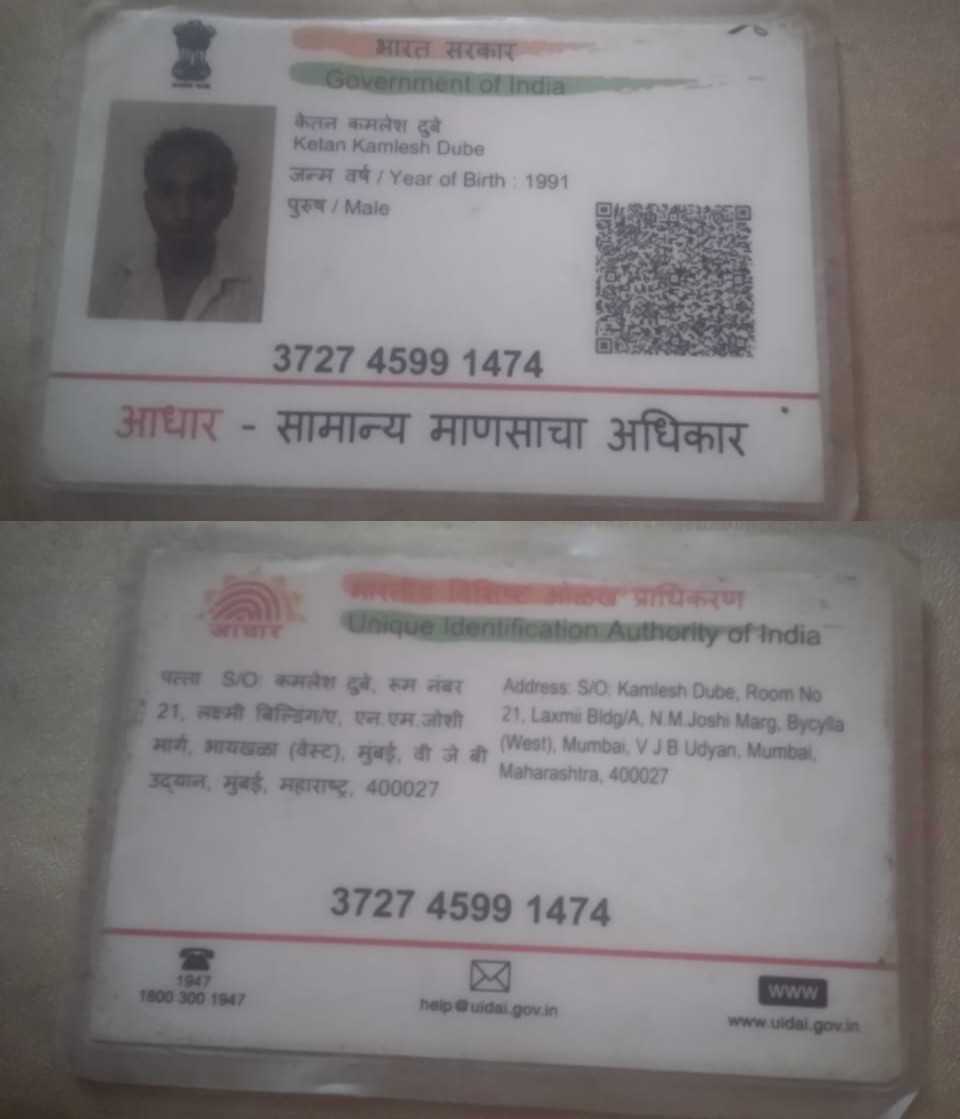 भारत सरकार
Government of India
केतन कमलेश दुबे
Ketan Kamlesh Dube
जन्म वर्ष / Year of Birth : 1991
पुरुष / Male
3727 4599 1474
आधार - सामान्य माणसाचा अधिकार
भारतीय विशिष्ट ओळख प्राधिकरण
Unique Identification Authority of India
आधार
पत्ता S/O: कमलेश दुबे, रूम नंबर
21, लक्ष्मी बिल्डिंग/ए, एन.एम.जोशी
मार्ग, भायखळा (वेस्ट), मुंबई, वी जे बी
उद्यान, मुंबई, महाराष्ट्र, 400027
Address: S/O: Kamlesh Dube, Room No
21, Laxmii Bldg/A, N.M.Joshi Marg, Bycylla
(West), Mumbai, V J B Udyan, Mumbai,
Maharashtra, 400027
3727 4599 1474
1947
1800 300 1947
help@uidai.gov.in
www
www.uidai.gov.in